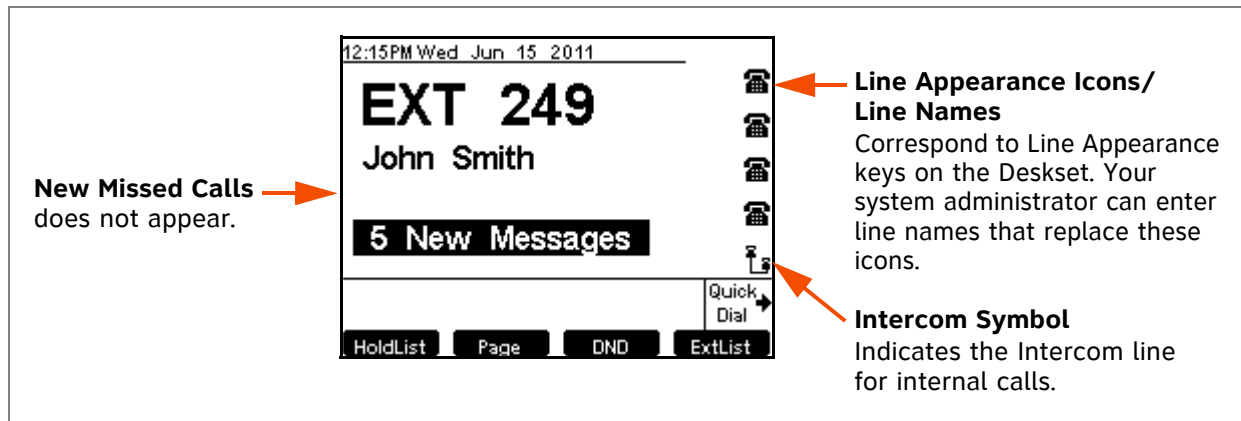 12:15PM Wed Jun 15 2011
EXT 249
John Smith
5 New Messages
Quick
Dial
HoldList Page DND ExtList
New Missed Calls
does not appear.
Line Appearance Icons/
Line Names
Correspond to Line Appearance
keys on the Deskset. Your
system administrator can enter
line names that replace these
icons.
Intercom Symbol
Indicates the Intercom line
for internal calls.